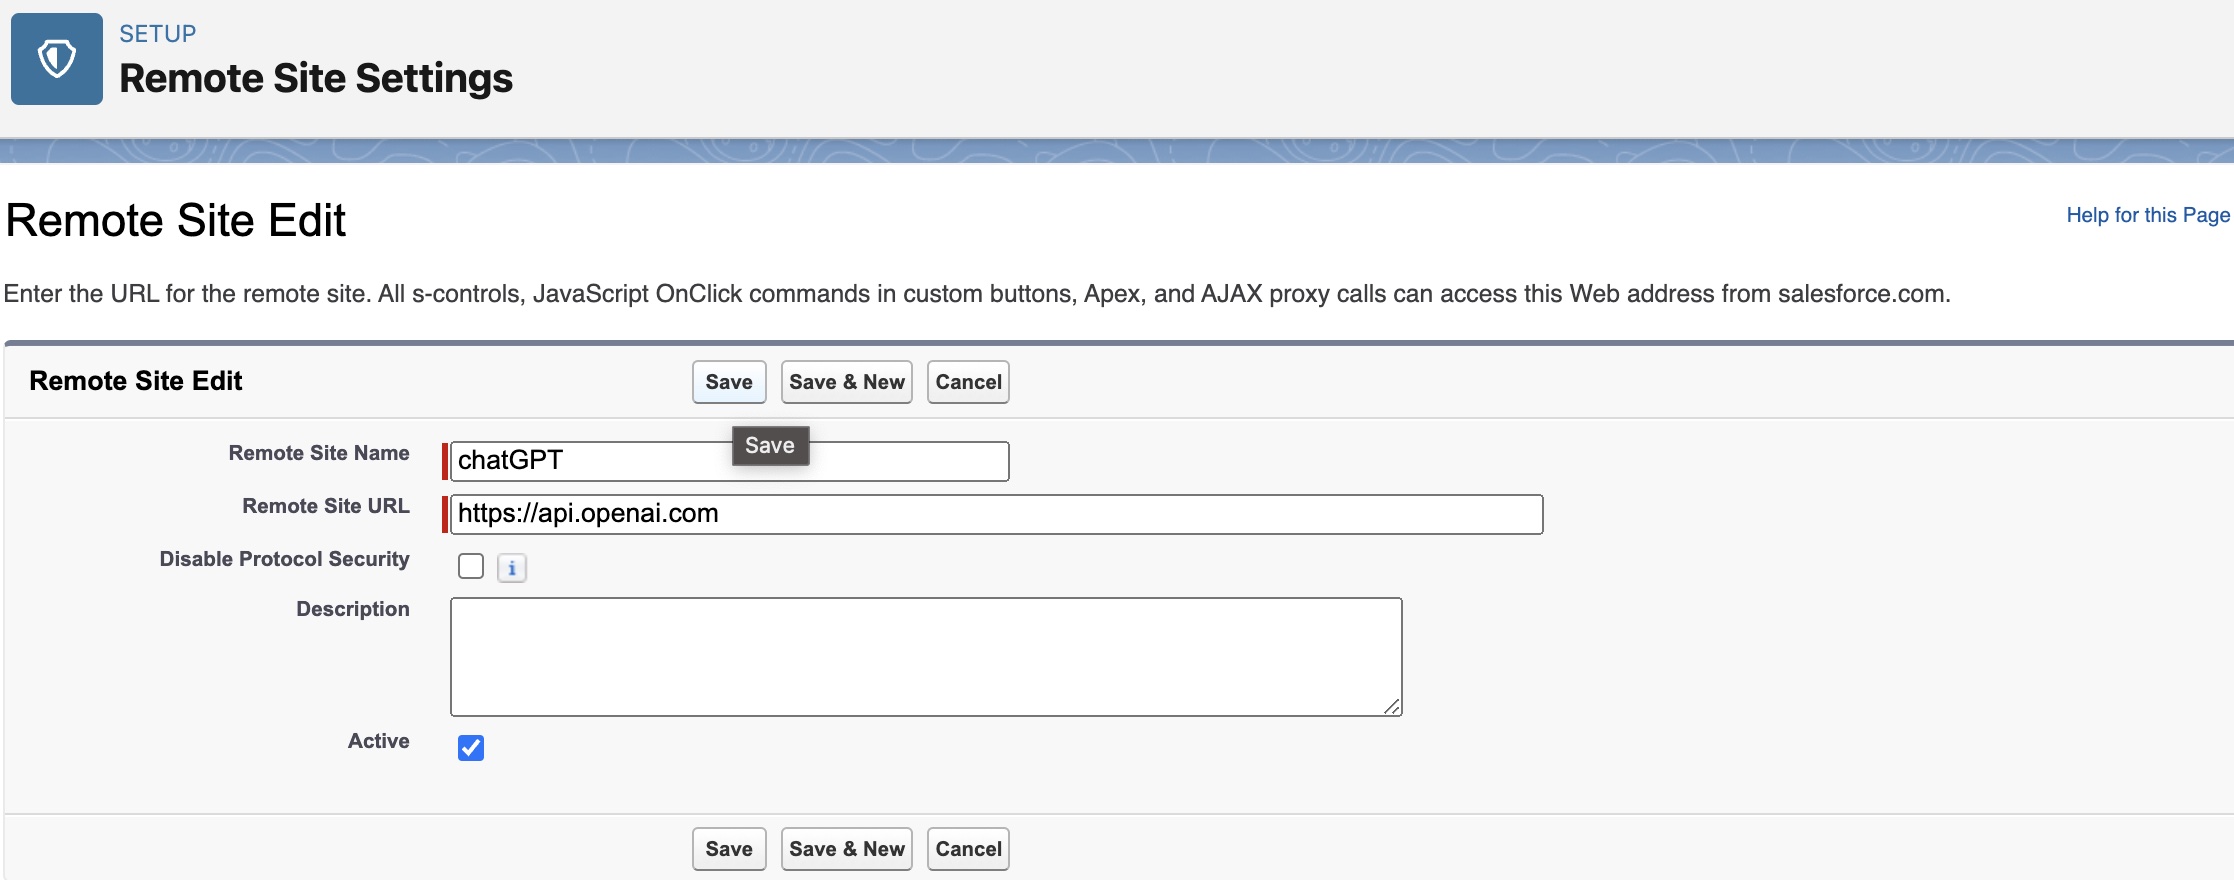 SETUP
Remote Site Settings
Remote Site Edit
Help for this Page
Enter the URL for the remote site. All s-controls, JavaScript OnClick commands in custom buttons, Apex, and AJAX proxy calls can access this Web address from salesforce.com.
Remote Site Edit Save Save & New Cancel
Save
Remote Site Name chatGPT
Remote Site URL https://api.openai.com
Disable Protocol Security i
Description
Active
Save Save & New Cancel